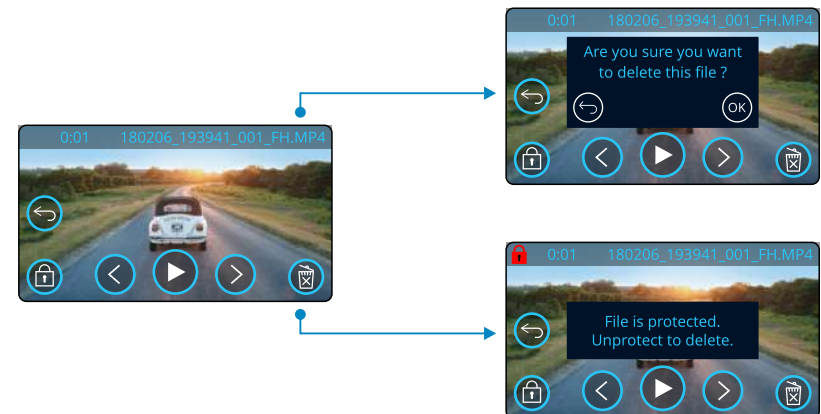 0:01 180206_193941_001_FH.MP4
0:01 180206_193941_001_FH.MP4
Are you sure you want
to delete this file ?
OK
0:01 180206_193941_001_FH.MP4
File is protected.
Unprotect to delete.